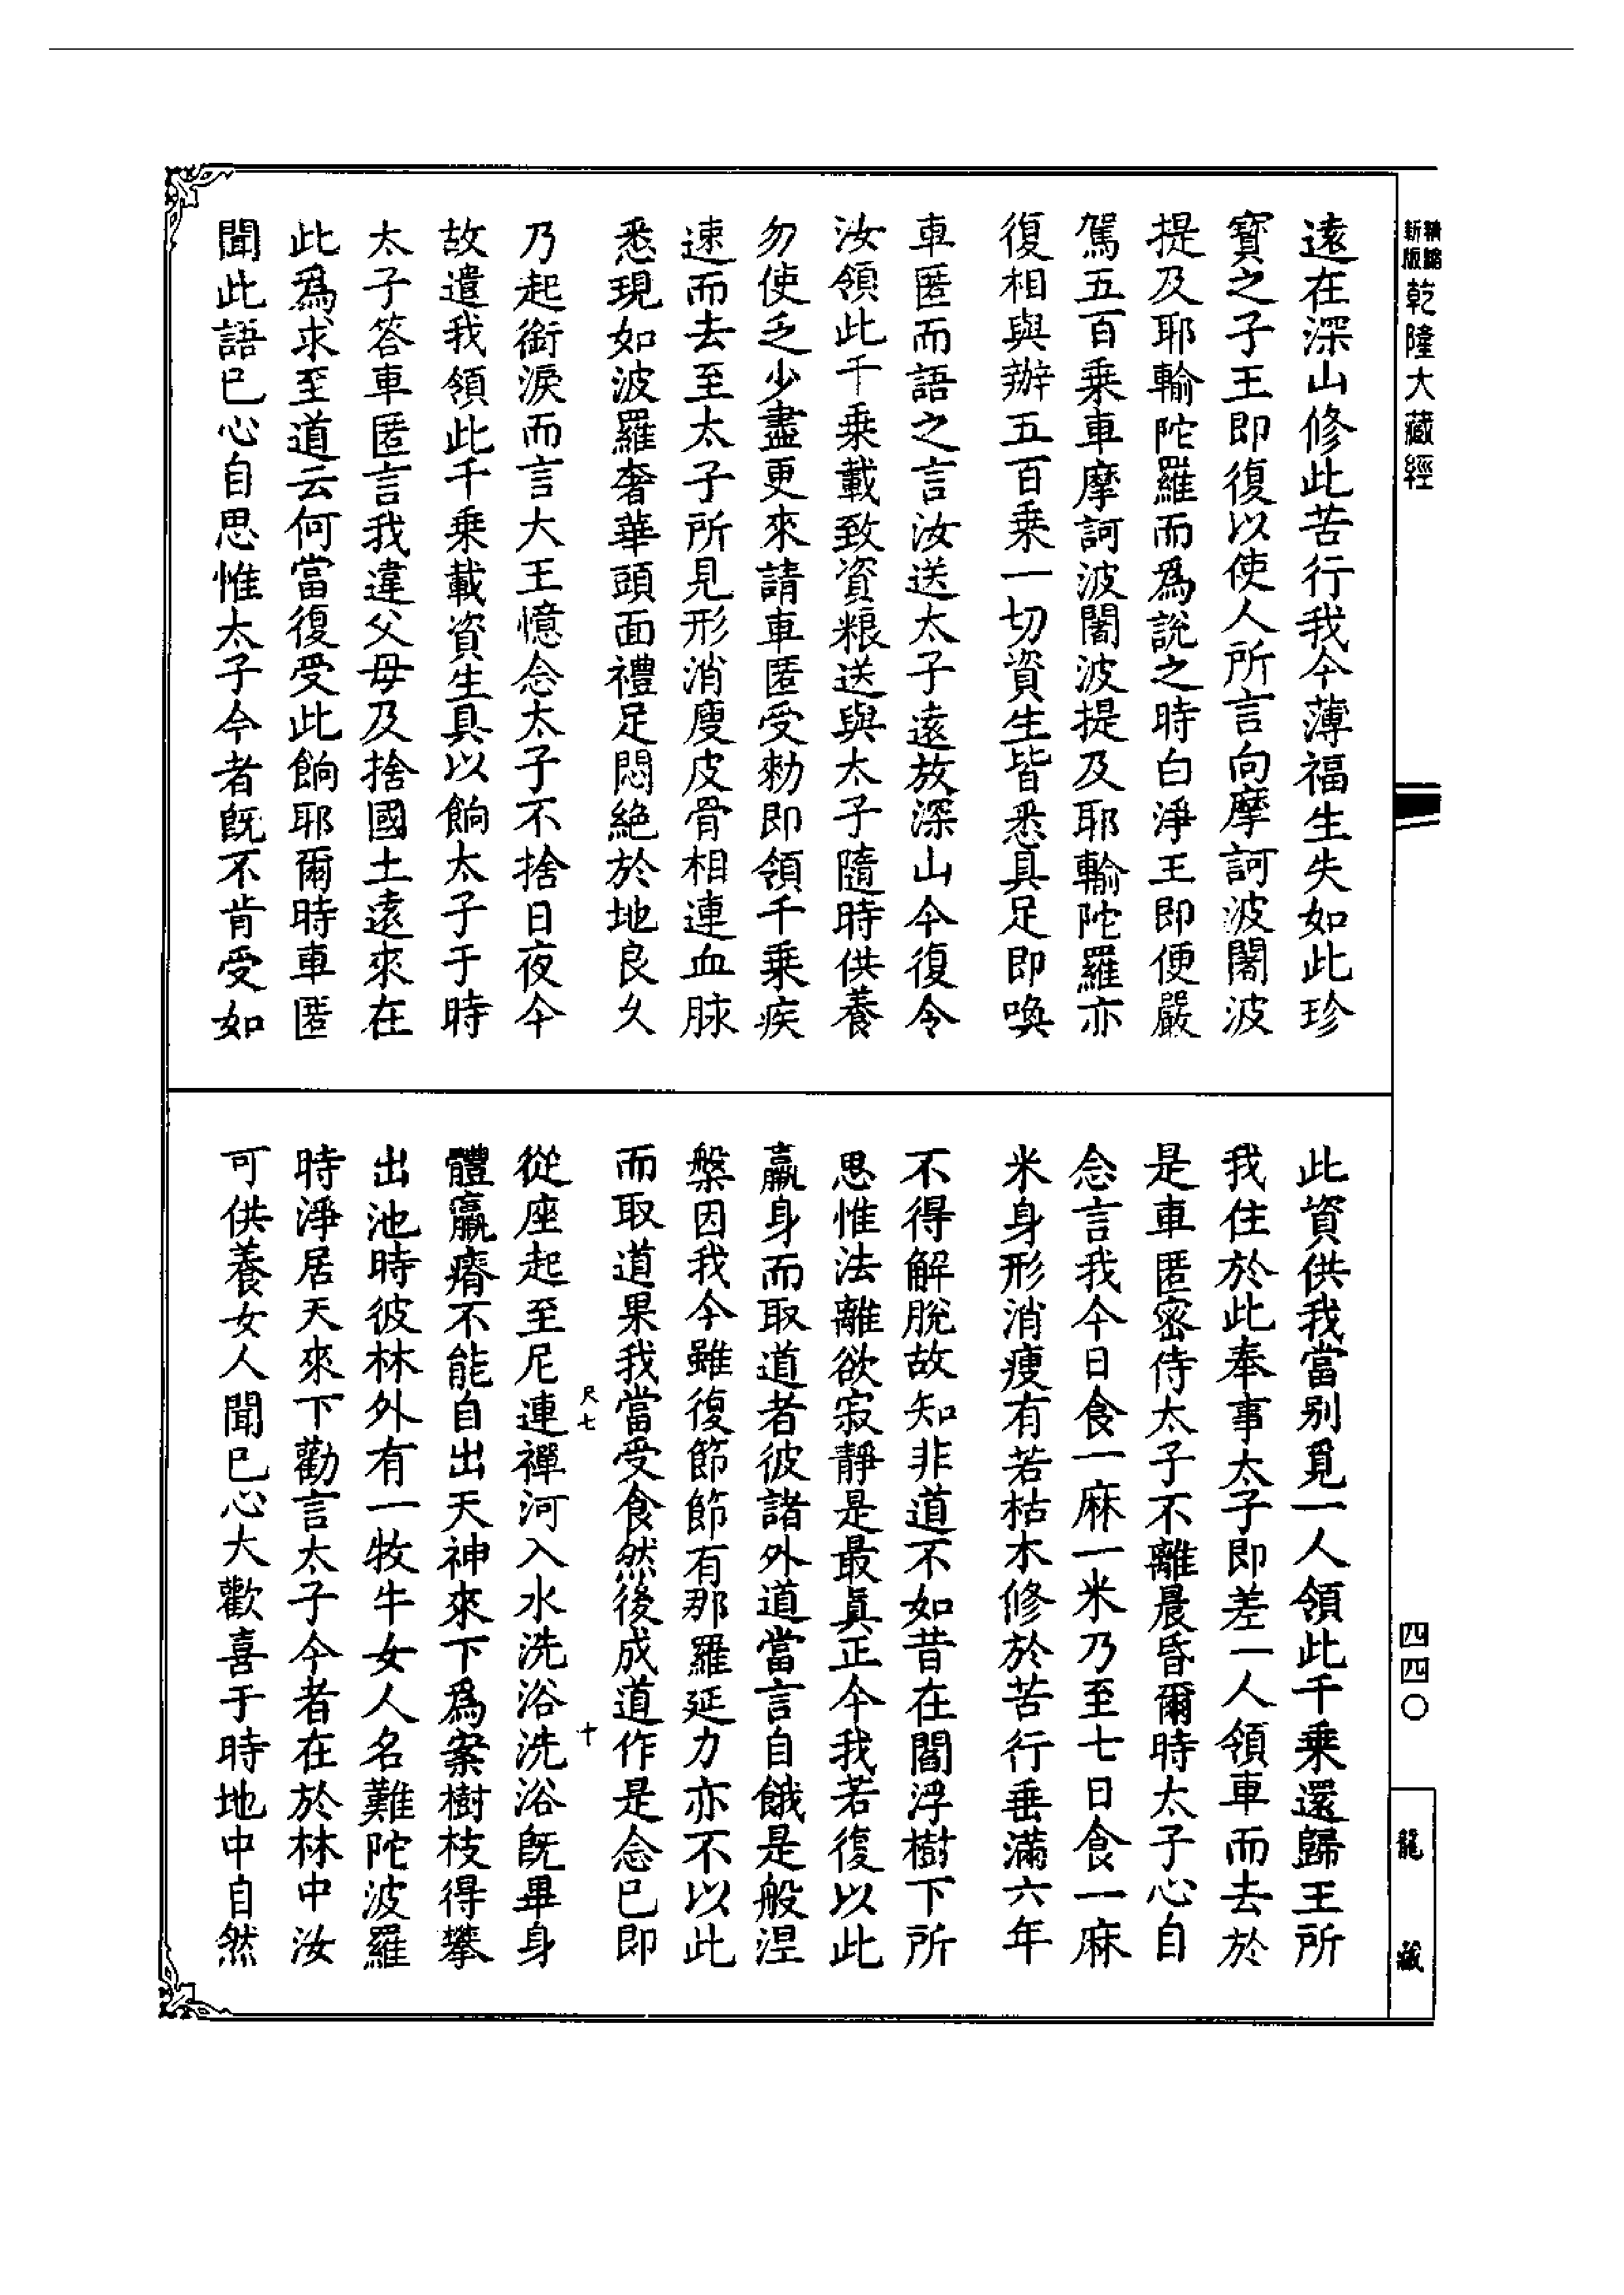 新版
精縮
乾隆大藏經
遠在深山修此苦行我今薄福生失如此珍
寶之子王即復以使人所言向摩訶波闍波
提及耶輸陀羅而為說之時白淨王即便嚴
駕五百乗車摩訶波闍波提及耶輸陀羅亦
復相與辦五百乗一切資生皆悉具足即喚
車匿而語之言汝送太子遠放深山今復令
汝領此千乗載致資粮送與太子隨時供養
勿使乏少盡更來請車匿受勑即領千乗疾
速而去至太子所見形消廋皮骨相連血脉
悉現如波羅奢華頭面禮足悶絕於地良久
乃起銜淚而言大王憶念太子不捨日夜今
故遣我領此千乗載資生具以餉太子于時
太子答車匿言我違父母及捨國土遠來在
此為求至道云何當復受此餉耶爾時車匿
聞此語已心自思惟太子今者旣不肯受如
此資供我當别覓一人領此千乗還歸王所
我住於此奉事太子即差一人領車而去於
是車匿密侍太子不離晨昏爾時太子心自
念言我今日食一麻一米乃至七日食一麻
米身形消瘦有若枯木修於苦行垂滿六年
不得解脫故知非道不如昔在閻浮樹下所
思惟法離欲寂靜是最眞正今我若復以此
羸身而取道者彼諸外道當言自餓是般涅
槃因我今雖復節節有那羅延力亦不以此
而取道果我當受食然後成道作是念已即
從座起至尼連禪河入水洗浴洗浴旣畢身
體羸瘠不能自出天神來下為案樹枝得攀
出池時彼林外有一牧牛女人名難陀波羅
時淨居天來下勸言太子今者在於林中汝
可供養女人聞已心大歡喜于時地中自然
尺七
十
四四〇
龍藏